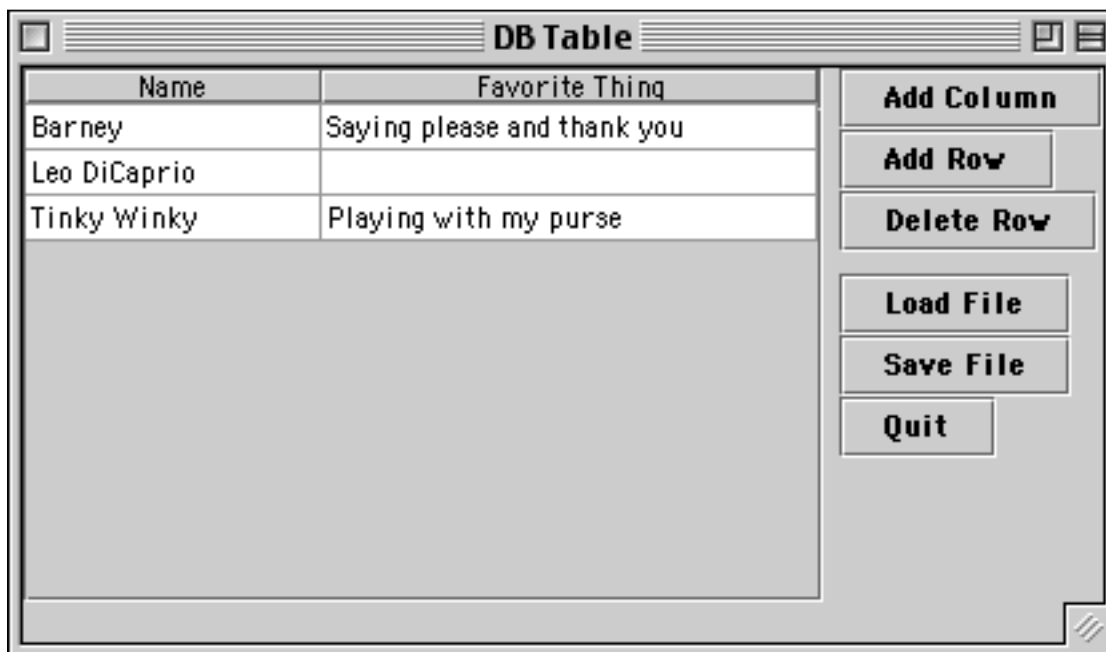 DB Table
Name Favorite Thing
Barney Saying please and thank you
Leo DiCaprio
Tinky Winky Playing with my purse
Add Column
Add Row
Delete Row
Load File
Save File
Quit